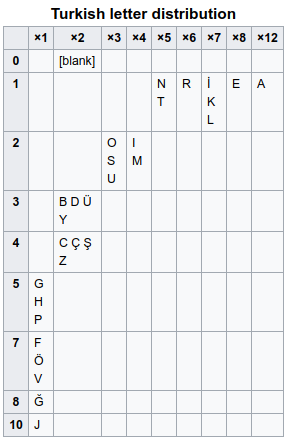 Turkish letter distribution
×1 ×2 ×3 ×4 ×5 ×6 ×7 ×8 ×12
0 [blank]
1 N R İ E A
T K
L
2 O I
S M
U
3 B D Ü
Y
4 C Ç Ş
Z
5 G
H
P
7 F
Ö
V
8 Ğ
10 J